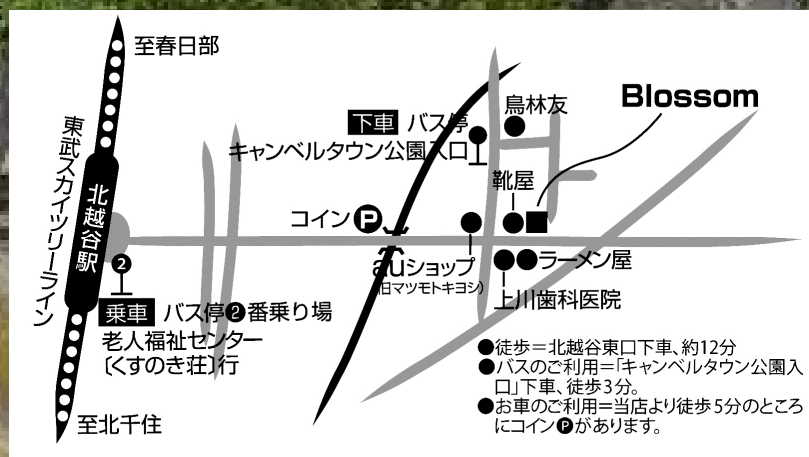 至春日部
東武スカイツリーライン
北越谷駅
至北千住
❷
乗車 バス停❷番乗り場
老人福祉センター
〔くすのき荘〕行
下車 バス停
キャンベルタウン公園入口
鳥林友
Blossom
靴屋
コインP
auショップ
(旧マツモトキヨシ)
ラーメン屋
上川歯科医院
●徒歩=北越谷東口下車、約12分
●バスのご利用=「キャンベルタウン公園入
口」下車、徒歩3分。
●お車のご利用=当店より徒歩5分のところ
にコインPがあります。